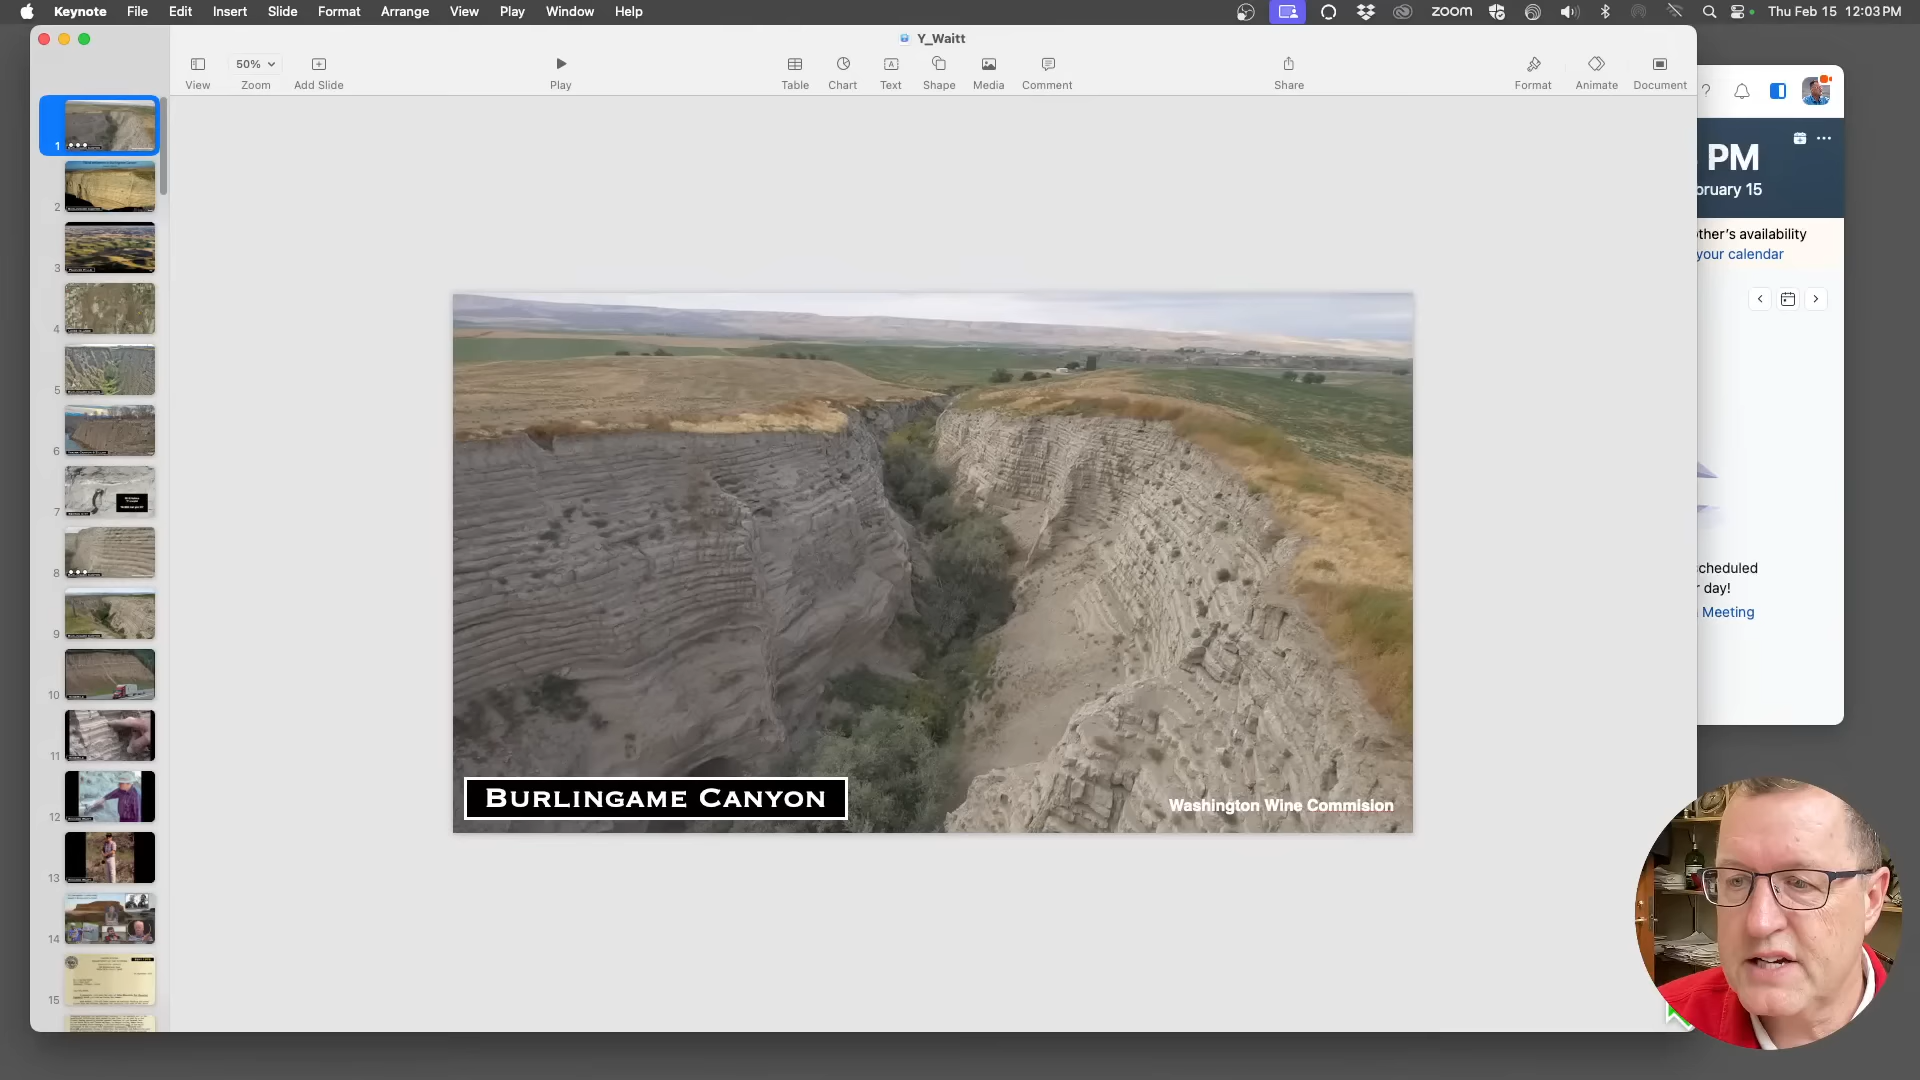 Keynote File Edit Insert Slide Format Arrange View Play Window Help
zoom
Thu Feb 15 12:03 PM
Y_Waitt
50%
View Zoom Add Slide
Play
Table Chart Text Shape Media Comment
Share
Format Animate Document
1
2
3
4
5
6
7
8
9
10
11
12
13
14
15
Burlingame Canyon
Washington Wine Commision
?
PM
bruary 15
ther's availability
your calendar
cheduled
r day!
Meeting